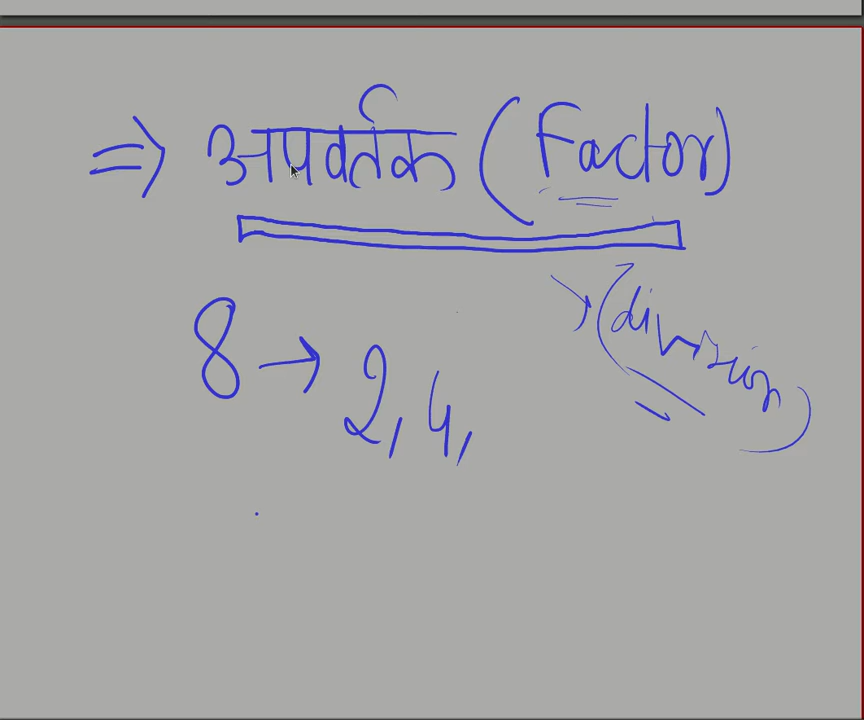 ⇒ अपवर्तक (Factor)
(division)
8 → 2, 4,